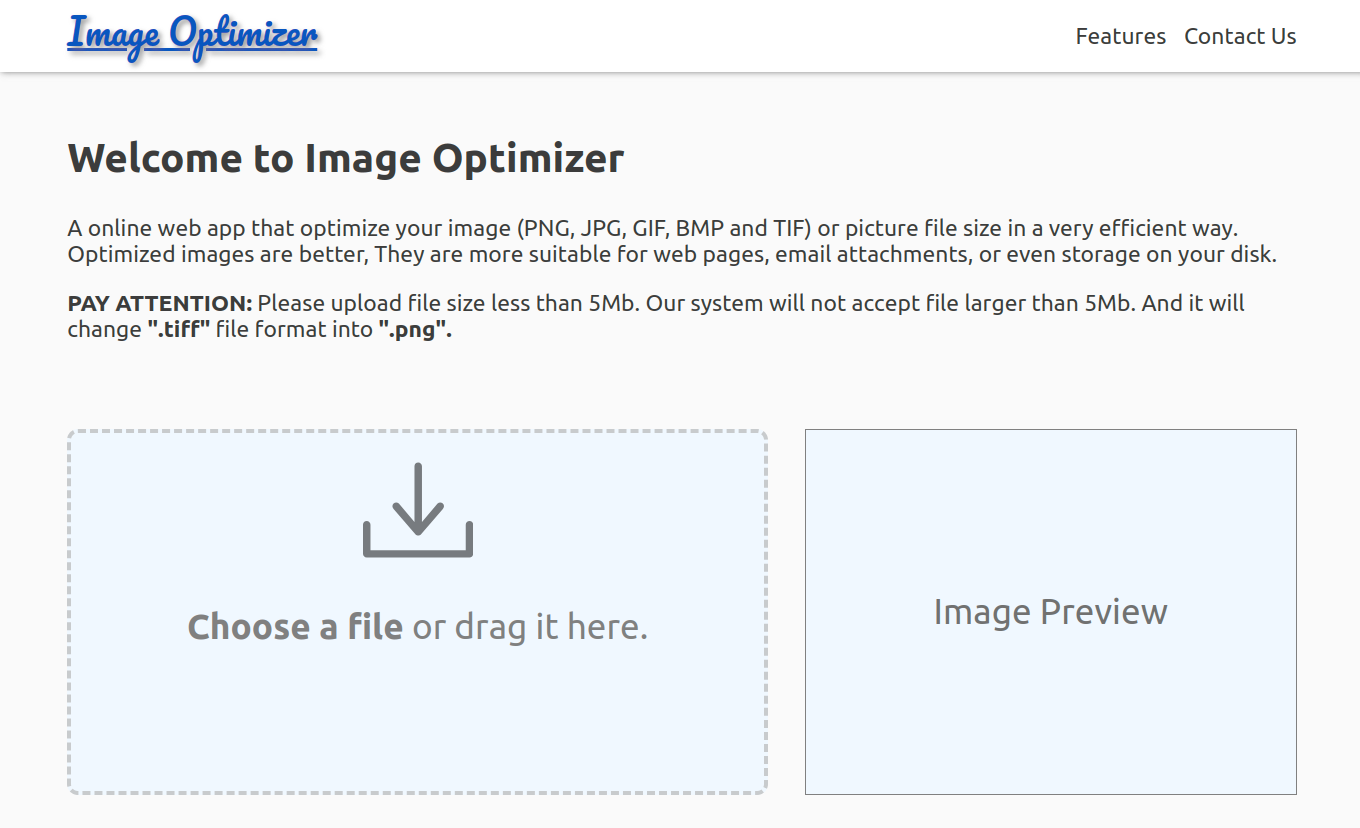 Image Optimizer
Features Contact Us
Welcome to Image Optimizer
A online web app that optimize your image (PNG, JPG, GIF, BMP and TIF) or picture file size in a very efficient way.
Optimized images are better, They are more suitable for web pages, email attachments, or even storage on your disk.
PAY ATTENTION: Please upload file size less than 5Mb. Our system will not accept file larger than 5Mb. And it will
change ".tiff" file format into ".png".
Choose a file or drag it here.
Image Preview